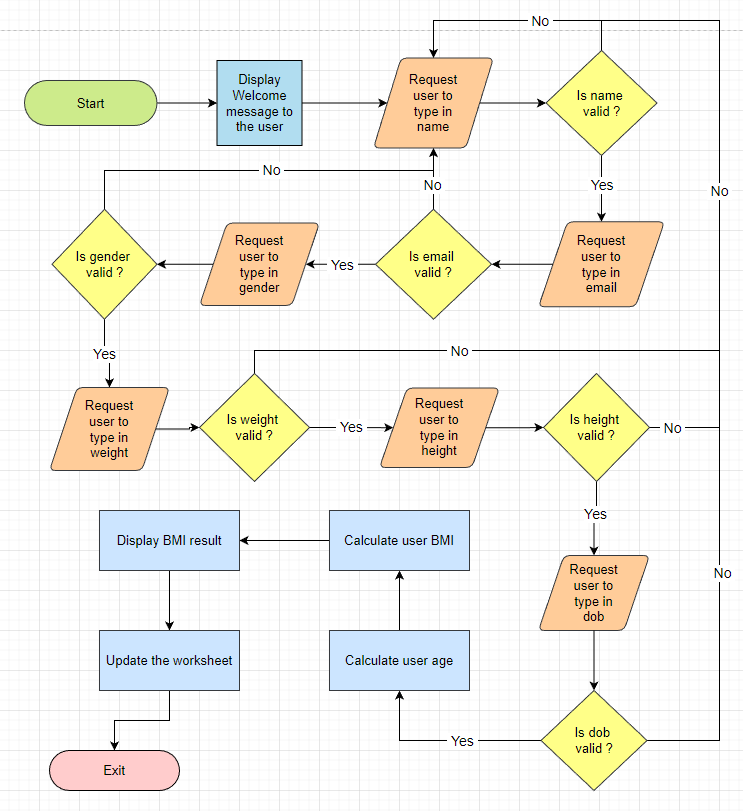 No
Start
Display
Welcome
message to
the user
Request
user to
type in
name
Is name
valid ?
No
No
Yes
No
Is gender
valid ?
Request
user to
type in
gender
Yes
Is email
valid ?
Request
user to
type in
email
Yes
No
Request
user to
type in
weight
Is weight
valid ?
Yes
Request
user to
type in
height
Is height
valid ?
No
Yes
Display BMI result
Calculate user BMI
Request
user to
type in
dob
No
Update the worksheet
Calculate user age
Yes
Is dob
valid ?
Exit